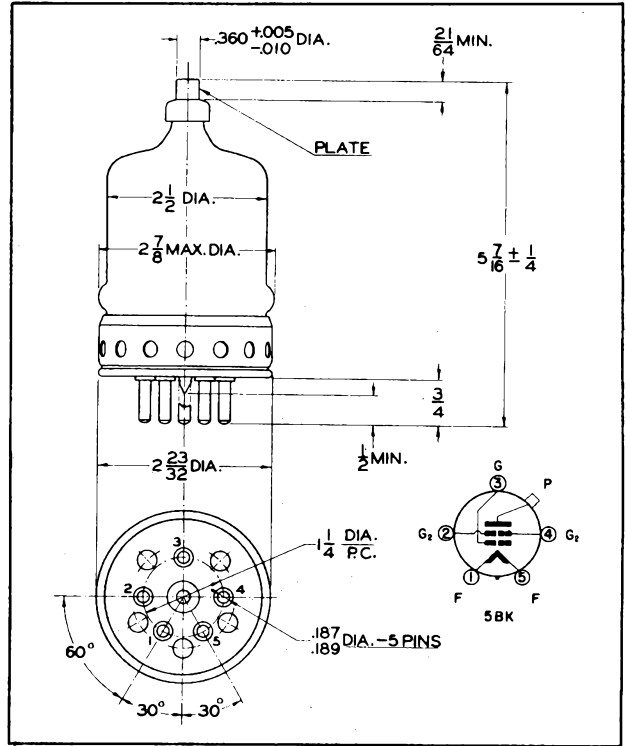 .360 +.005 -.010 DIA.
21/64 MIN.
PLATE
2 1/2 DIA.
2 7/8 MAX. DIA.
5 7/16 ± 1/4
3/4
1/2 MIN.
2 23/32 DIA.
G
3
P
G₂ 2
4 G₂
1
5
F
F
5BK
1 1/4 DIA. P.C.
3
2
4
1
5
.187 .189 DIA.-5 PINS
60°
30°
30°